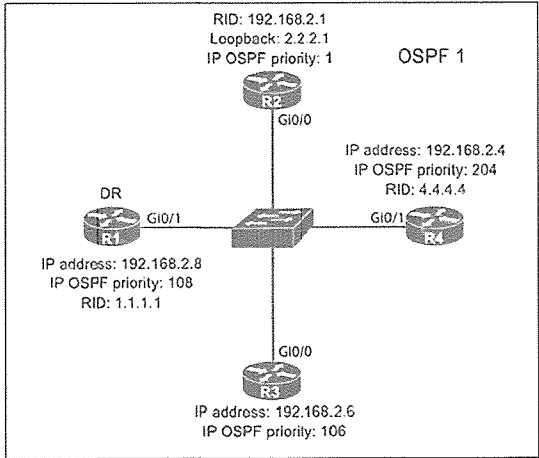 RID: 192.168.2.1
Loopback: 2.2.2.1
IP OSPF priority: 1
OSPF 1
R2
Gi0/0
IP address: 192.168.2.4
IP OSPF priority: 204
RID: 4.4.4.4
DR
Gi0/1
Gi0/1
R1
R4
IP address: 192.168.2.8
IP OSPF priority: 108
RID: 1.1.1.1
Gi0/0
R3
IP address: 192.168.2.6
IP OSPF priority: 106